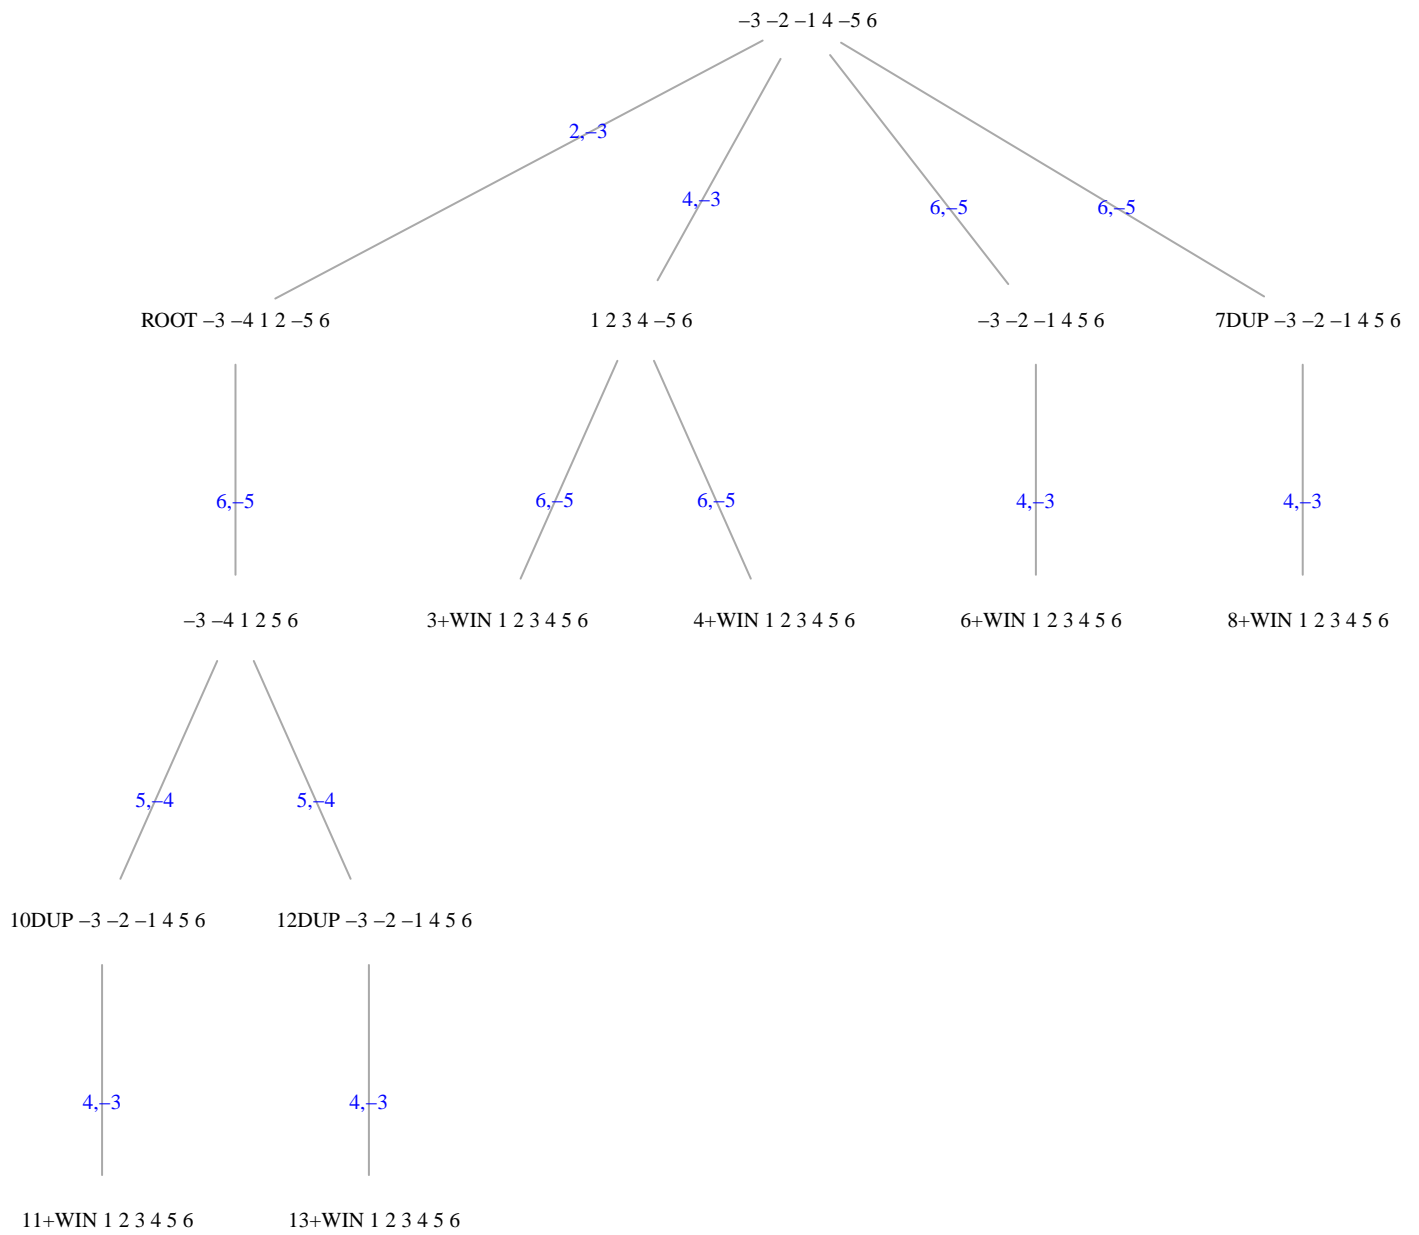 −3 −2 −1 4 −5 6
2,−3
4,−3
6,−5
6,−5
ROOT −3 −4 1 2 −5 6
1 2 3 4 −5 6
−3 −2 −1 4 5 6
7DUP −3 −2 −1 4 5 6
6,−5
6,−5
6,−5
4,−3
4,−3
−3 −4 1 2 5 6
3+WIN 1 2 3 4 5 6
4+WIN 1 2 3 4 5 6
6+WIN 1 2 3 4 5 6
8+WIN 1 2 3 4 5 6
5,−4
5,−4
10DUP −3 −2 −1 4 5 6
12DUP −3 −2 −1 4 5 6
4,−3
4,−3
11+WIN 1 2 3 4 5 6
13+WIN 1 2 3 4 5 6